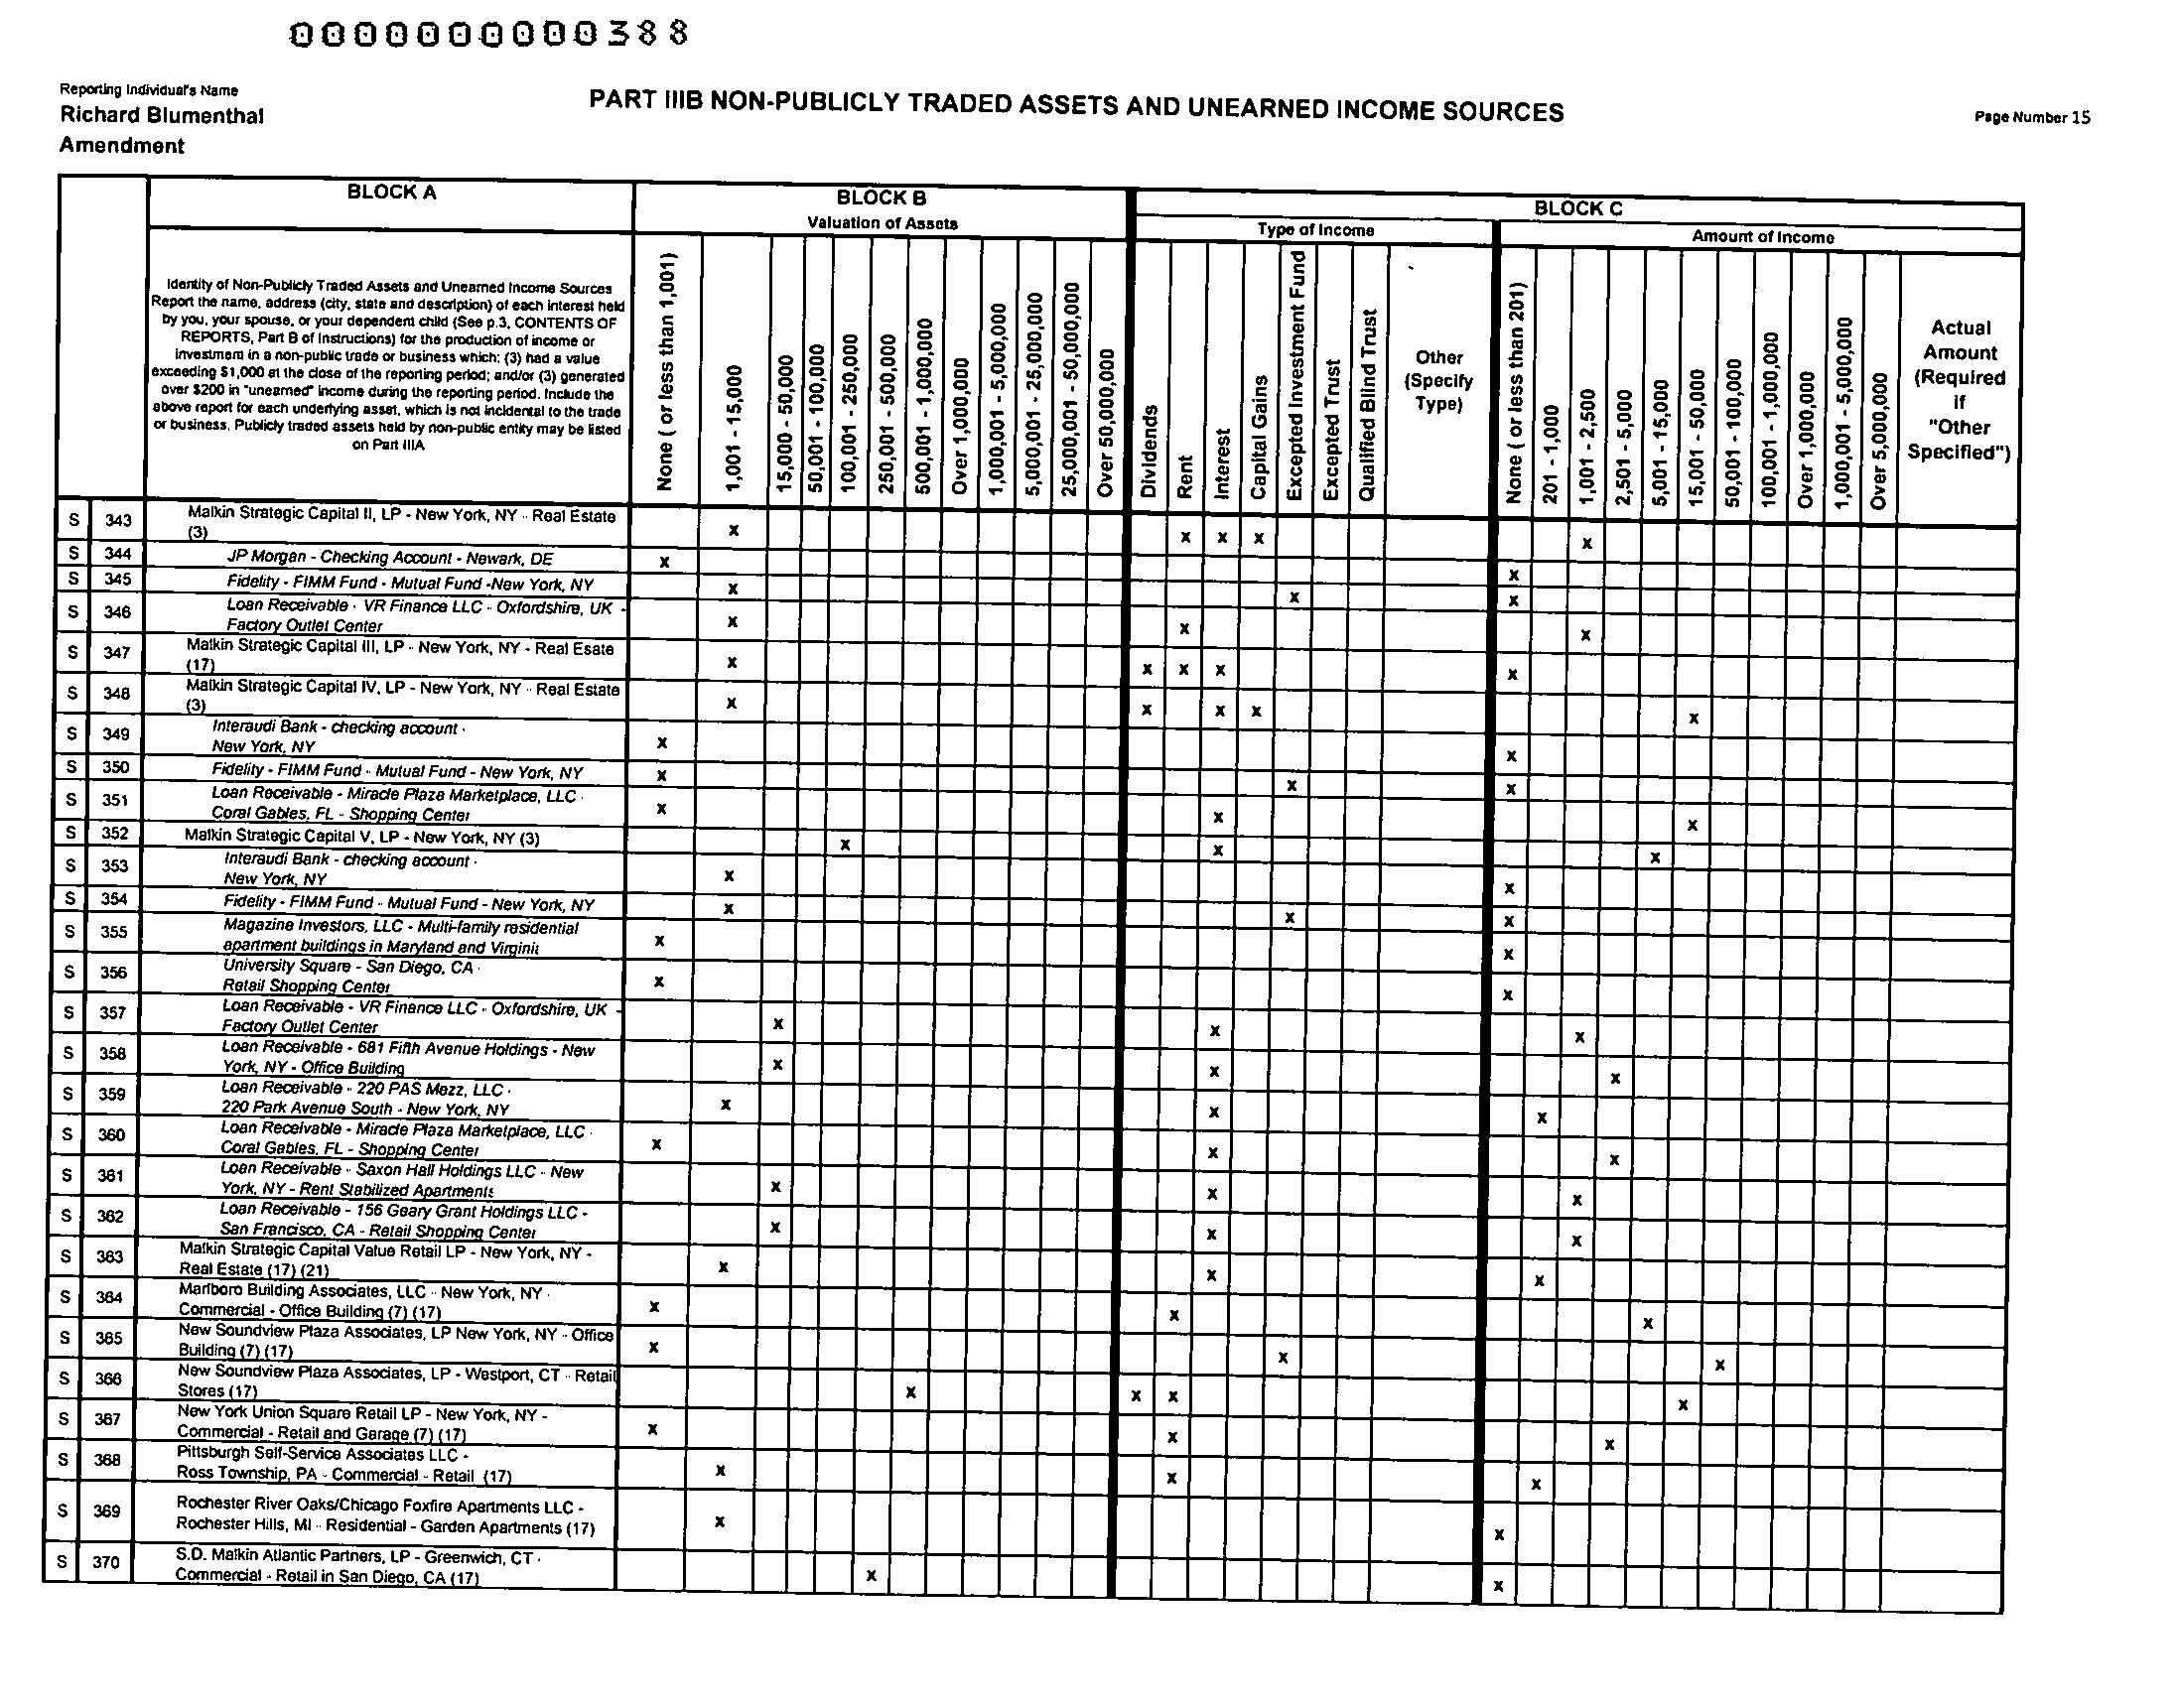 0000000000388
Reporting Individual's Name
Richard Blumenthal
Amendment
PART IIIB NON-PUBLICLY TRADED ASSETS AND UNEARNED INCOME SOURCES
Page Number 15
BLOCK A
BLOCK B
Valuation of Assets
BLOCK C
Type of Income
Amount of Income
Identity of Non-Publicly Traded Assets and Unearned Income Sources
Report the name, address (city, state and description) of each interest held
by you, your spouse, or your dependent child (See p.3, CONTENTS OF
REPORTS, Part B of Instructions) for the production of income or
investment in a non-public trade or business which: (3) had a value
exceeding $1,000 at the close of the reporting period; and/or (3) generated
over $200 in "unearned" income during the reporting period. Include the
above report for each underlying asset, which is not incidental to the trade
or business. Publicly traded assets held by non-public entity may be listed
on Part IIIA
None ( or less than 1,001)
1,001 - 15,000
15,000 - 50,000
50,001 - 100,000
100,001 - 250,000
250,001 - 500,000
500,001 - 1,000,000
Over 1,000,000
1,000,001 - 5,000,000
5,000,001 - 25,000,000
25,000,001 - 50,000,000
Over 50,000,000
Dividends
Rent
Interest
Capital Gains
Excepted Investment Fund
Excepted Trust
Qualified Blind Trust
Other
(Specify
Type)
None ( or less than 201)
201 - 1,000
1,001 - 2,500
2,501 - 5,000
5,001 - 15,000
15,001 - 50,000
50,001 - 100,000
100,001 - 1,000,000
Over 1,000,000
1,000,001 - 5,000,000
Over 5,000,000
Actual
Amount
(Required
if
"Other
Specified")
S 343 Malkin Strategic Capital II, LP - New York, NY - Real Estate
(3) x x x x x
S 344 JP Morgan - Checking Account - Newark, DE x x
S 345 Fidelity - FIMM Fund - Mutual Fund -New York, NY x x x
S 346 Loan Receivable - VR Finance LLC - Oxfordshire, UK -
Factory Outlet Center x x x
S 347 Malkin Strategic Capital III, LP - New York, NY - Real Esate
(17) x x x x x
S 348 Malkin Strategic Capital IV, LP - New York, NY - Real Estate
(3) x x x x x
S 349 Interaudi Bank - checking account -
New York, NY x x
S 350 Fidelity - FIMM Fund - Mutual Fund - New York, NY x x x
S 351 Loan Receivable - Miracle Plaza Marketplace, LLC -
Coral Gables, FL - Shopping Center x x x
S 352 Malkin Strategic Capital V, LP - New York, NY (3) x x x
S 353 Interaudi Bank - checking account -
New York, NY x x
S 354 Fidelity - FIMM Fund - Mutual Fund - New York, NY x x x
S 355 Magazine Investors, LLC - Multi-family residential
apartment buildings in Maryland and Virginia x x
S 356 University Square - San Diego, CA -
Retail Shopping Center x x
S 357 Loan Receivable - VR Finance LLC - Oxfordshire, UK -
Factory Outlet Center x x x
S 358 Loan Receivable - 681 Fifth Avenue Holdings - New
York, NY - Office Building x x x
S 359 Loan Receivable - 220 PAS Mezz, LLC -
220 Park Avenue South - New York, NY x x x
S 360 Loan Receivable - Miracle Plaza Marketplace, LLC -
Coral Gables, FL - Shopping Center x x x
S 361 Loan Receivable - Saxon Hall Holdings LLC - New
York, NY - Rent Stabilized Apartments x x x
S 362 Loan Receivable - 156 Geary Grant Holdings LLC -
San Francisco, CA - Retail Shopping Center x x x
S 363 Malkin Strategic Capital Value Retail LP - New York, NY -
Real Estate (17) (21) x x x
S 364 Marlboro Building Associates, LLC - New York, NY -
Commercial - Office Building (7) (17) x x x
S 365 New Soundview Plaza Associates, LP New York, NY - Office
Building (7) (17) x x x
S 366 New Soundview Plaza Associates, LP - Westport, CT - Retail
Stores (17) x x x x
S 367 New York Union Square Retail LP - New York, NY -
Commercial - Retail and Garage (7) (17) x x x
S 368 Pittsburgh Self-Service Associates LLC -
Ross Township, PA - Commercial - Retail (17) x x x
S 369 Rochester River Oaks/Chicago Foxfire Apartments LLC -
Rochester Hills, MI - Residential - Garden Apartments (17) x x
S 370 S.D. Malkin Atlantic Partners, LP - Greenwich, CT -
Commercial - Retail in San Diego, CA (17) x x